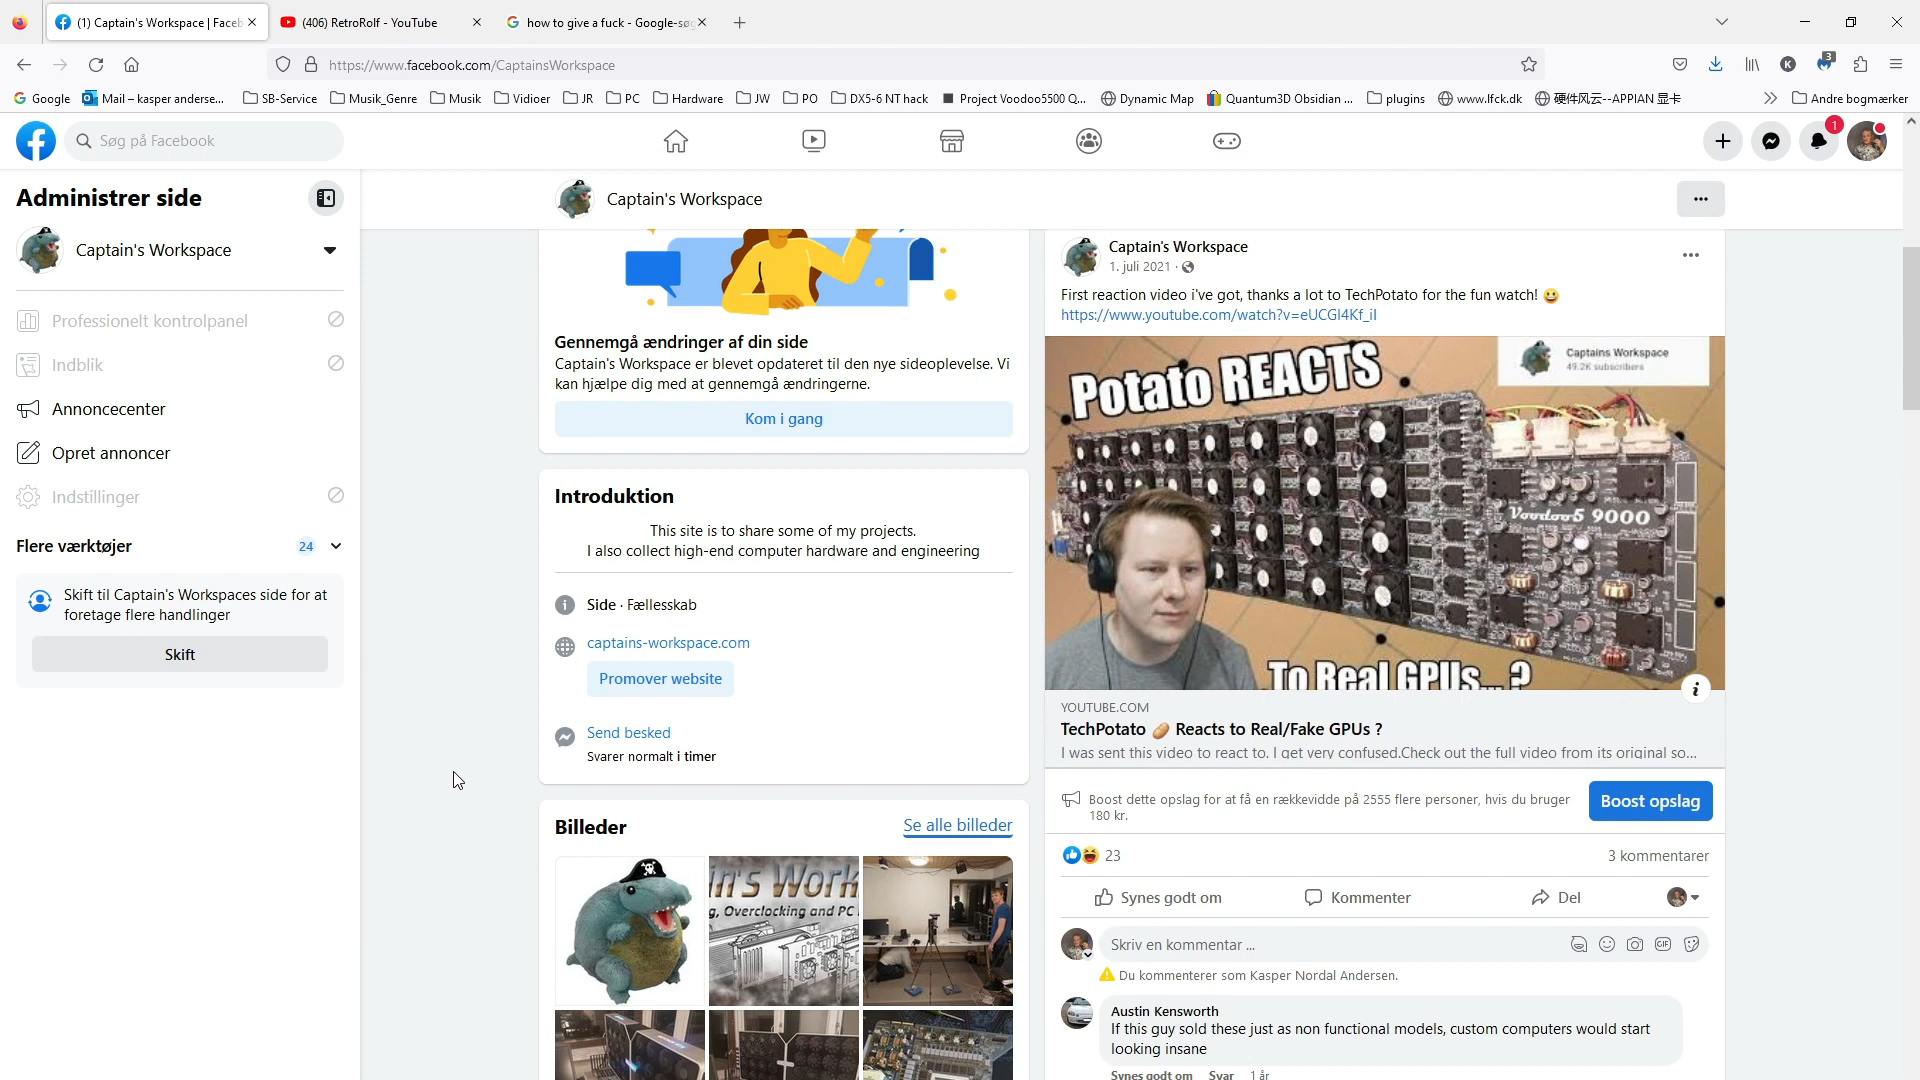 (1) Captain's Workspace | Faceb
(406) RetroRolf - YouTube
how to give a fuck - Google-søg
https://www.facebook.com/CaptainsWorkspace
3
Google
Mail – kasper anderse...
SB-Service
Musik_Genre
Musik
Vidioer
JR
PC
Hardware
JW
PO
DX5-6 NT hack
Project Voodoo5500 Q...
Dynamic Map
Quantum3D Obsidian ...
plugins
www.lfck.dk
硬件风云--APPIAN 显卡
Andre bogmærker
Søg på Facebook
1
Administrer side
Captain's Workspace
Professionelt kontrolpanel
Indblik
Annoncecenter
Opret annoncer
Indstillinger
Flere værktøjer 24
Skift til Captain's Workspaces side for at
foretage flere handlinger
Skift
Captain's Workspace
Gennemgå ændringer af din side
Captain's Workspace er blevet opdateret til den nye sideoplevelse. Vi
kan hjælpe dig med at gennemgå ændringerne.
Kom i gang
Introduktion
This site is to share some of my projects.
I also collect high-end computer hardware and engineering
Side · Fællesskab
captains-workspace.com
Promover website
Send besked
Svarer normalt i timer
Billeder
Se alle billeder
in's Work
g, Overclocking and PC
Captain's Workspace
1. juli 2021 ·
First reaction video i've got, thanks a lot to TechPotato for the fun watch! 😀
https://www.youtube.com/watch?v=eUCGl4Kf_iI
Potato REACTS
Captains Workspace
49.2K subscribers
Voodoo5 9000
To Real GPUs...?
YOUTUBE.COM
TechPotato 🥔 Reacts to Real/Fake GPUs ?
I was sent this video to react to. I get very confused.Check out the full video from its original so...
Boost dette opslag for at få en rækkevidde på 2555 flere personer, hvis du bruger
180 kr.
Boost opslag
23
3 kommentarer
Synes godt om
Kommenter
Del
Skriv en kommentar ...
GIF
Du kommenterer som Kasper Nordal Andersen.
Austin Kensworth
If this guy sold these just as non functional models, custom computers would start
looking insane
Synes godt om Svar 1 år